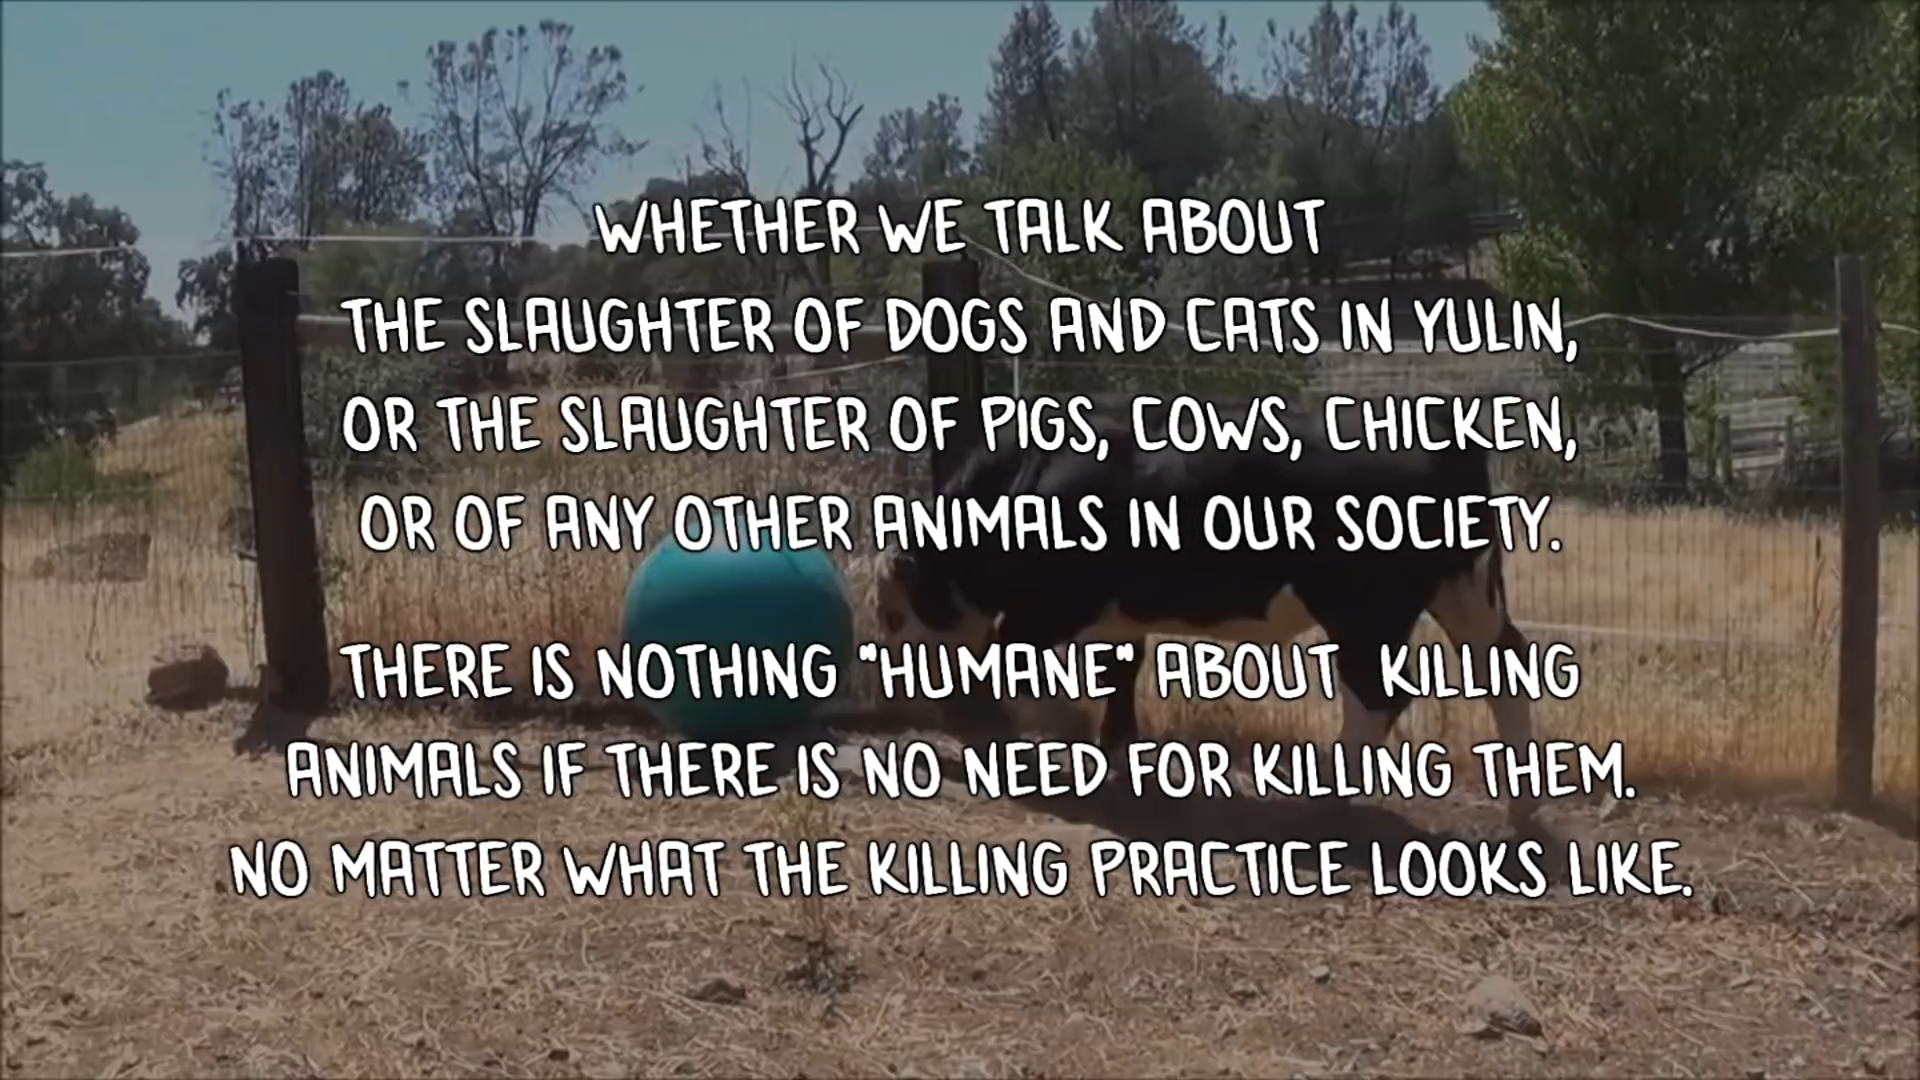 WHETHER WE TALK ABOUT
THE SLAUGHTER OF DOGS AND CATS IN YULIN,
OR THE SLAUGHTER OF PIGS, COWS, CHICKEN,
OR OF ANY OTHER ANIMALS IN OUR SOCIETY.
THERE IS NOTHING "HUMANE" ABOUT KILLING
ANIMALS IF THERE IS NO NEED FOR KILLING THEM.
NO MATTER WHAT THE KILLING PRACTICE LOOKS LIKE.